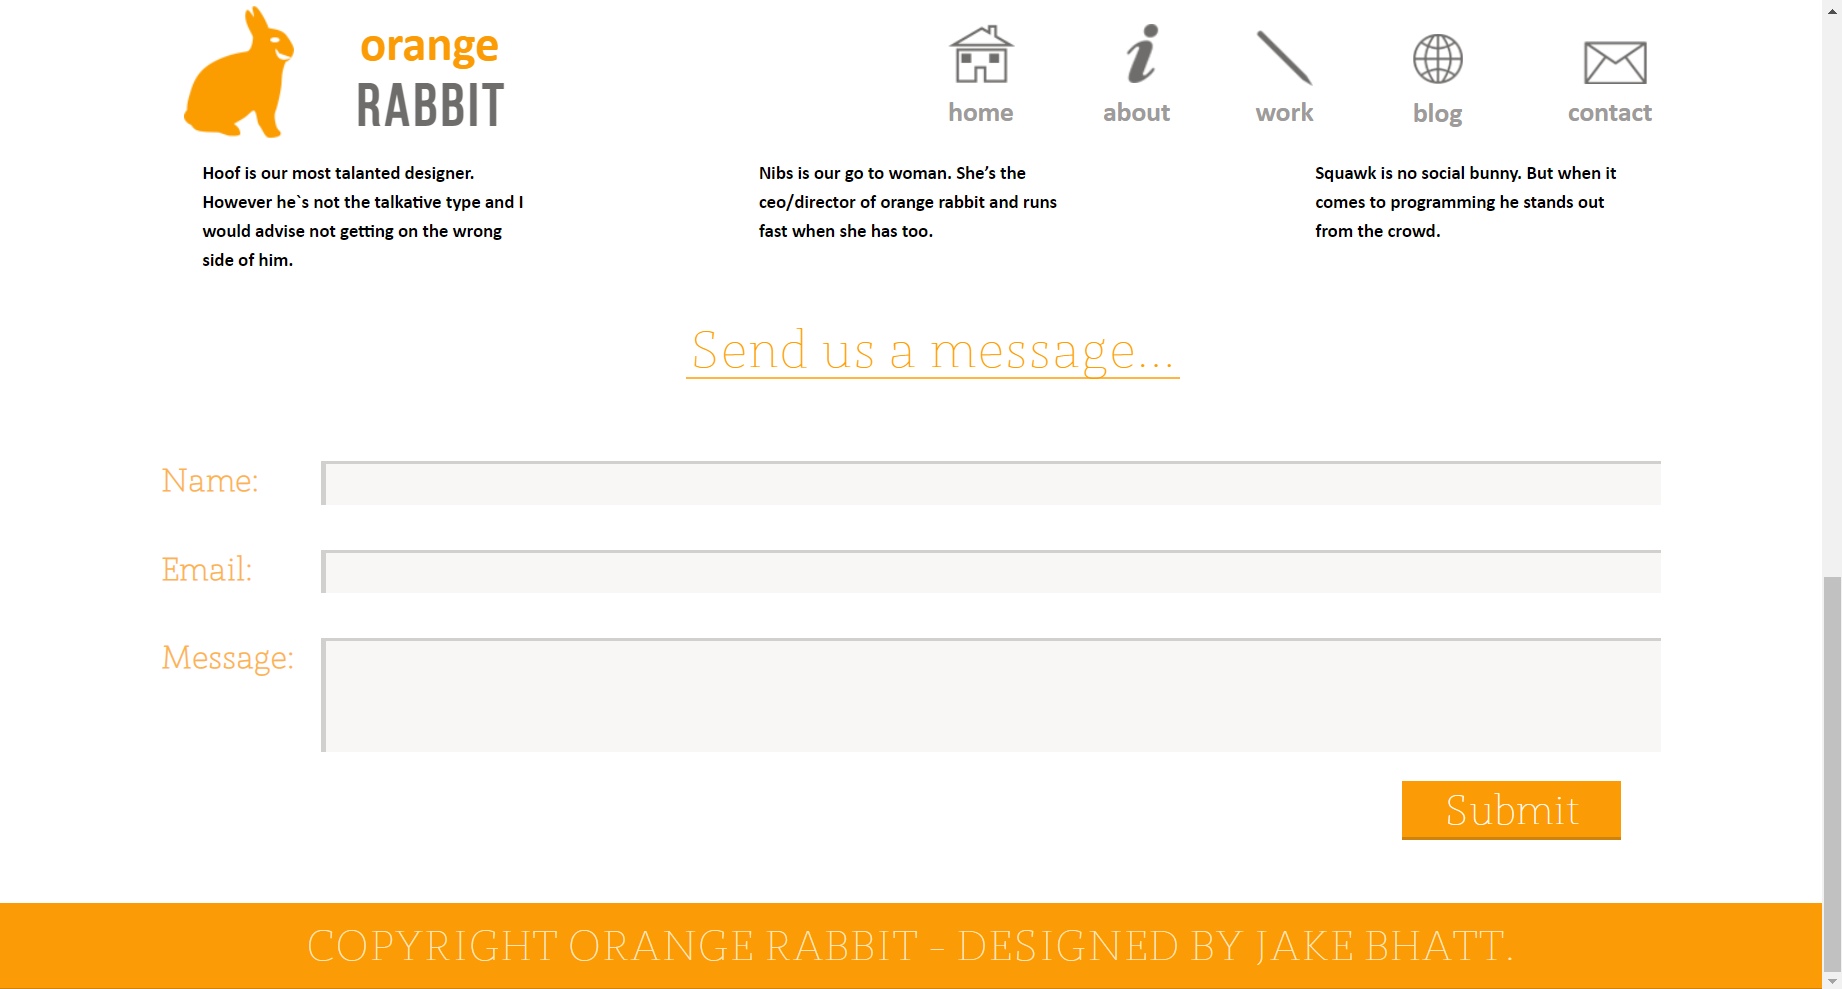 orange
RABBIT
home about work blog contact
Hoof is our most talanted designer.
However he`s not the talkative type and I
would advise not getting on the wrong
side of him.
Nibs is our go to woman. She’s the
ceo/director of orange rabbit and runs
fast when she has too.
Squawk is no social bunny. But when it
comes to programming he stands out
from the crowd.
Send us a message...
Name:
Email:
Message:
Submit
COPYRIGHT ORANGE RABBIT – DESIGNED BY JAKE BHATT.